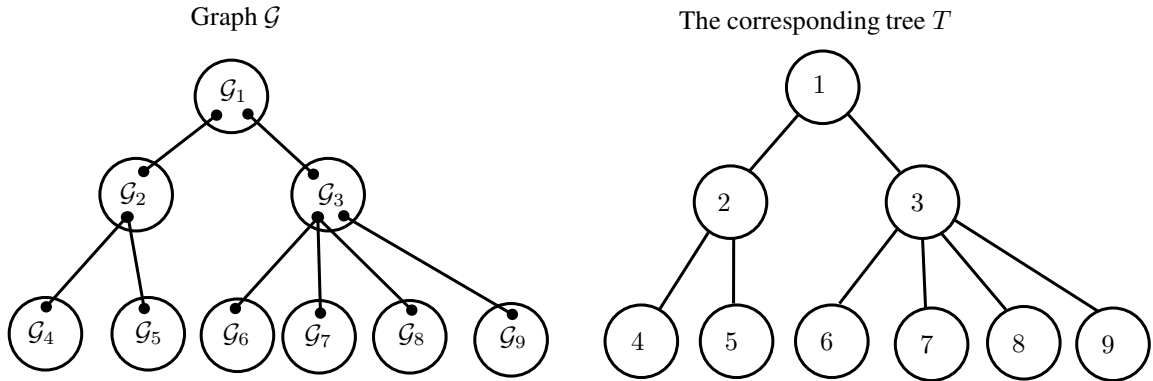 Graph 𝒢
𝒢₁
𝒢₂ 𝒢₃
𝒢₄ 𝒢₅ 𝒢₆ 𝒢₇ 𝒢₈ 𝒢₉
The corresponding tree T
1
2 3
4 5 6 7 8 9